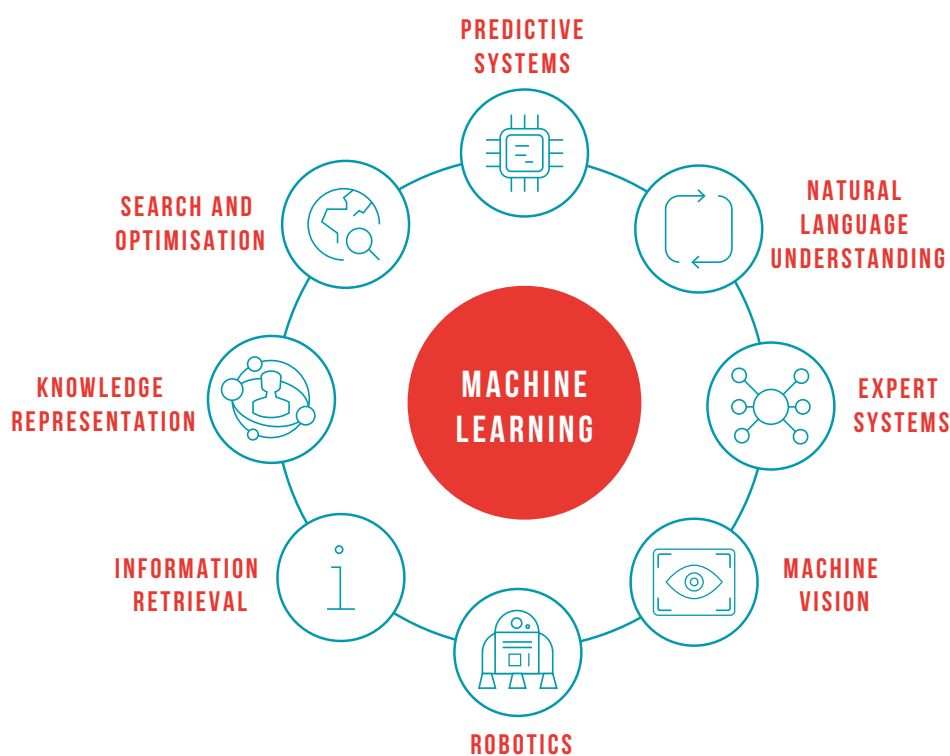 PREDICTIVE
SYSTEMS
NATURAL
LANGUAGE
UNDERSTANDING
EXPERT
SYSTEMS
MACHINE
VISION
ROBOTICS
INFORMATION
RETRIEVAL
KNOWLEDGE
REPRESENTATION
SEARCH AND
OPTIMISATION
MACHINE
LEARNING